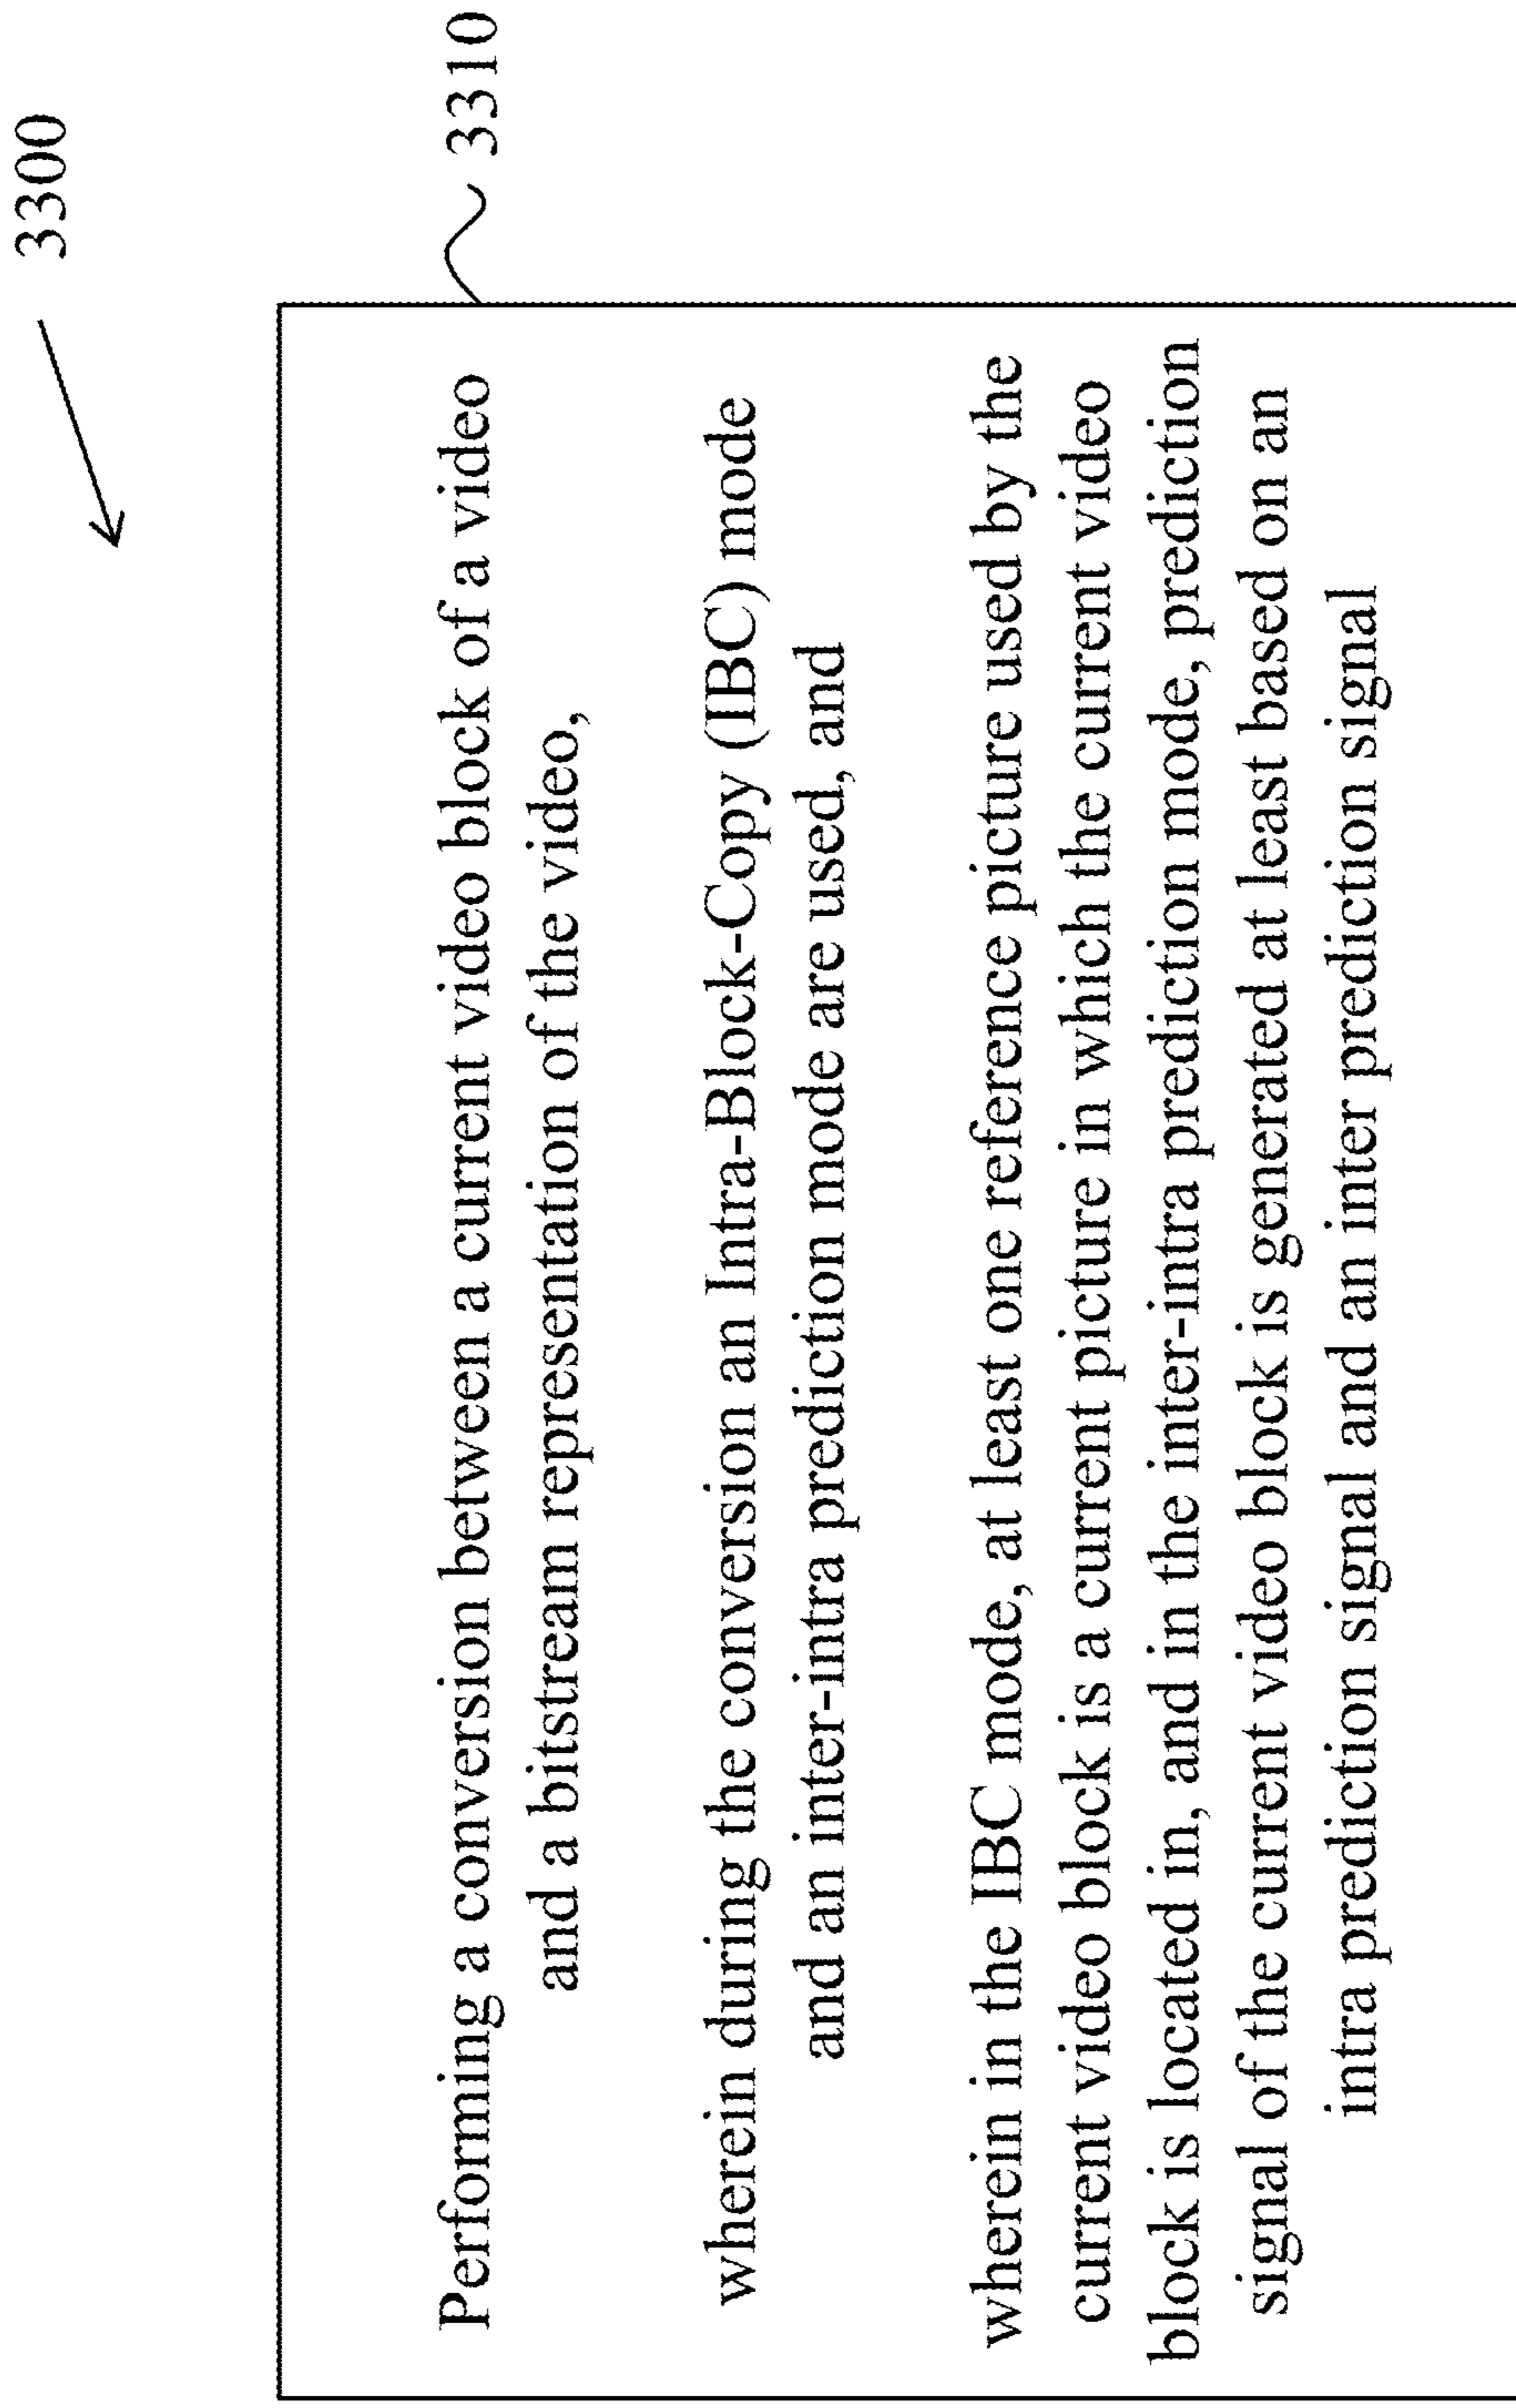 3300
3310
Performing a conversion between a current video block of a video
and a bitstream representation of the video,
wherein during the conversion an Intra-Block-Copy (IBC) mode
and an inter-intra prediction mode are used, and
wherein in the IBC mode, at least one reference picture used by the
current video block is a current picture in which the current video
block is located in, and in the inter-intra prediction mode, prediction
signal of the current video block is generated at least based on an
intra prediction signal and an inter prediction signal